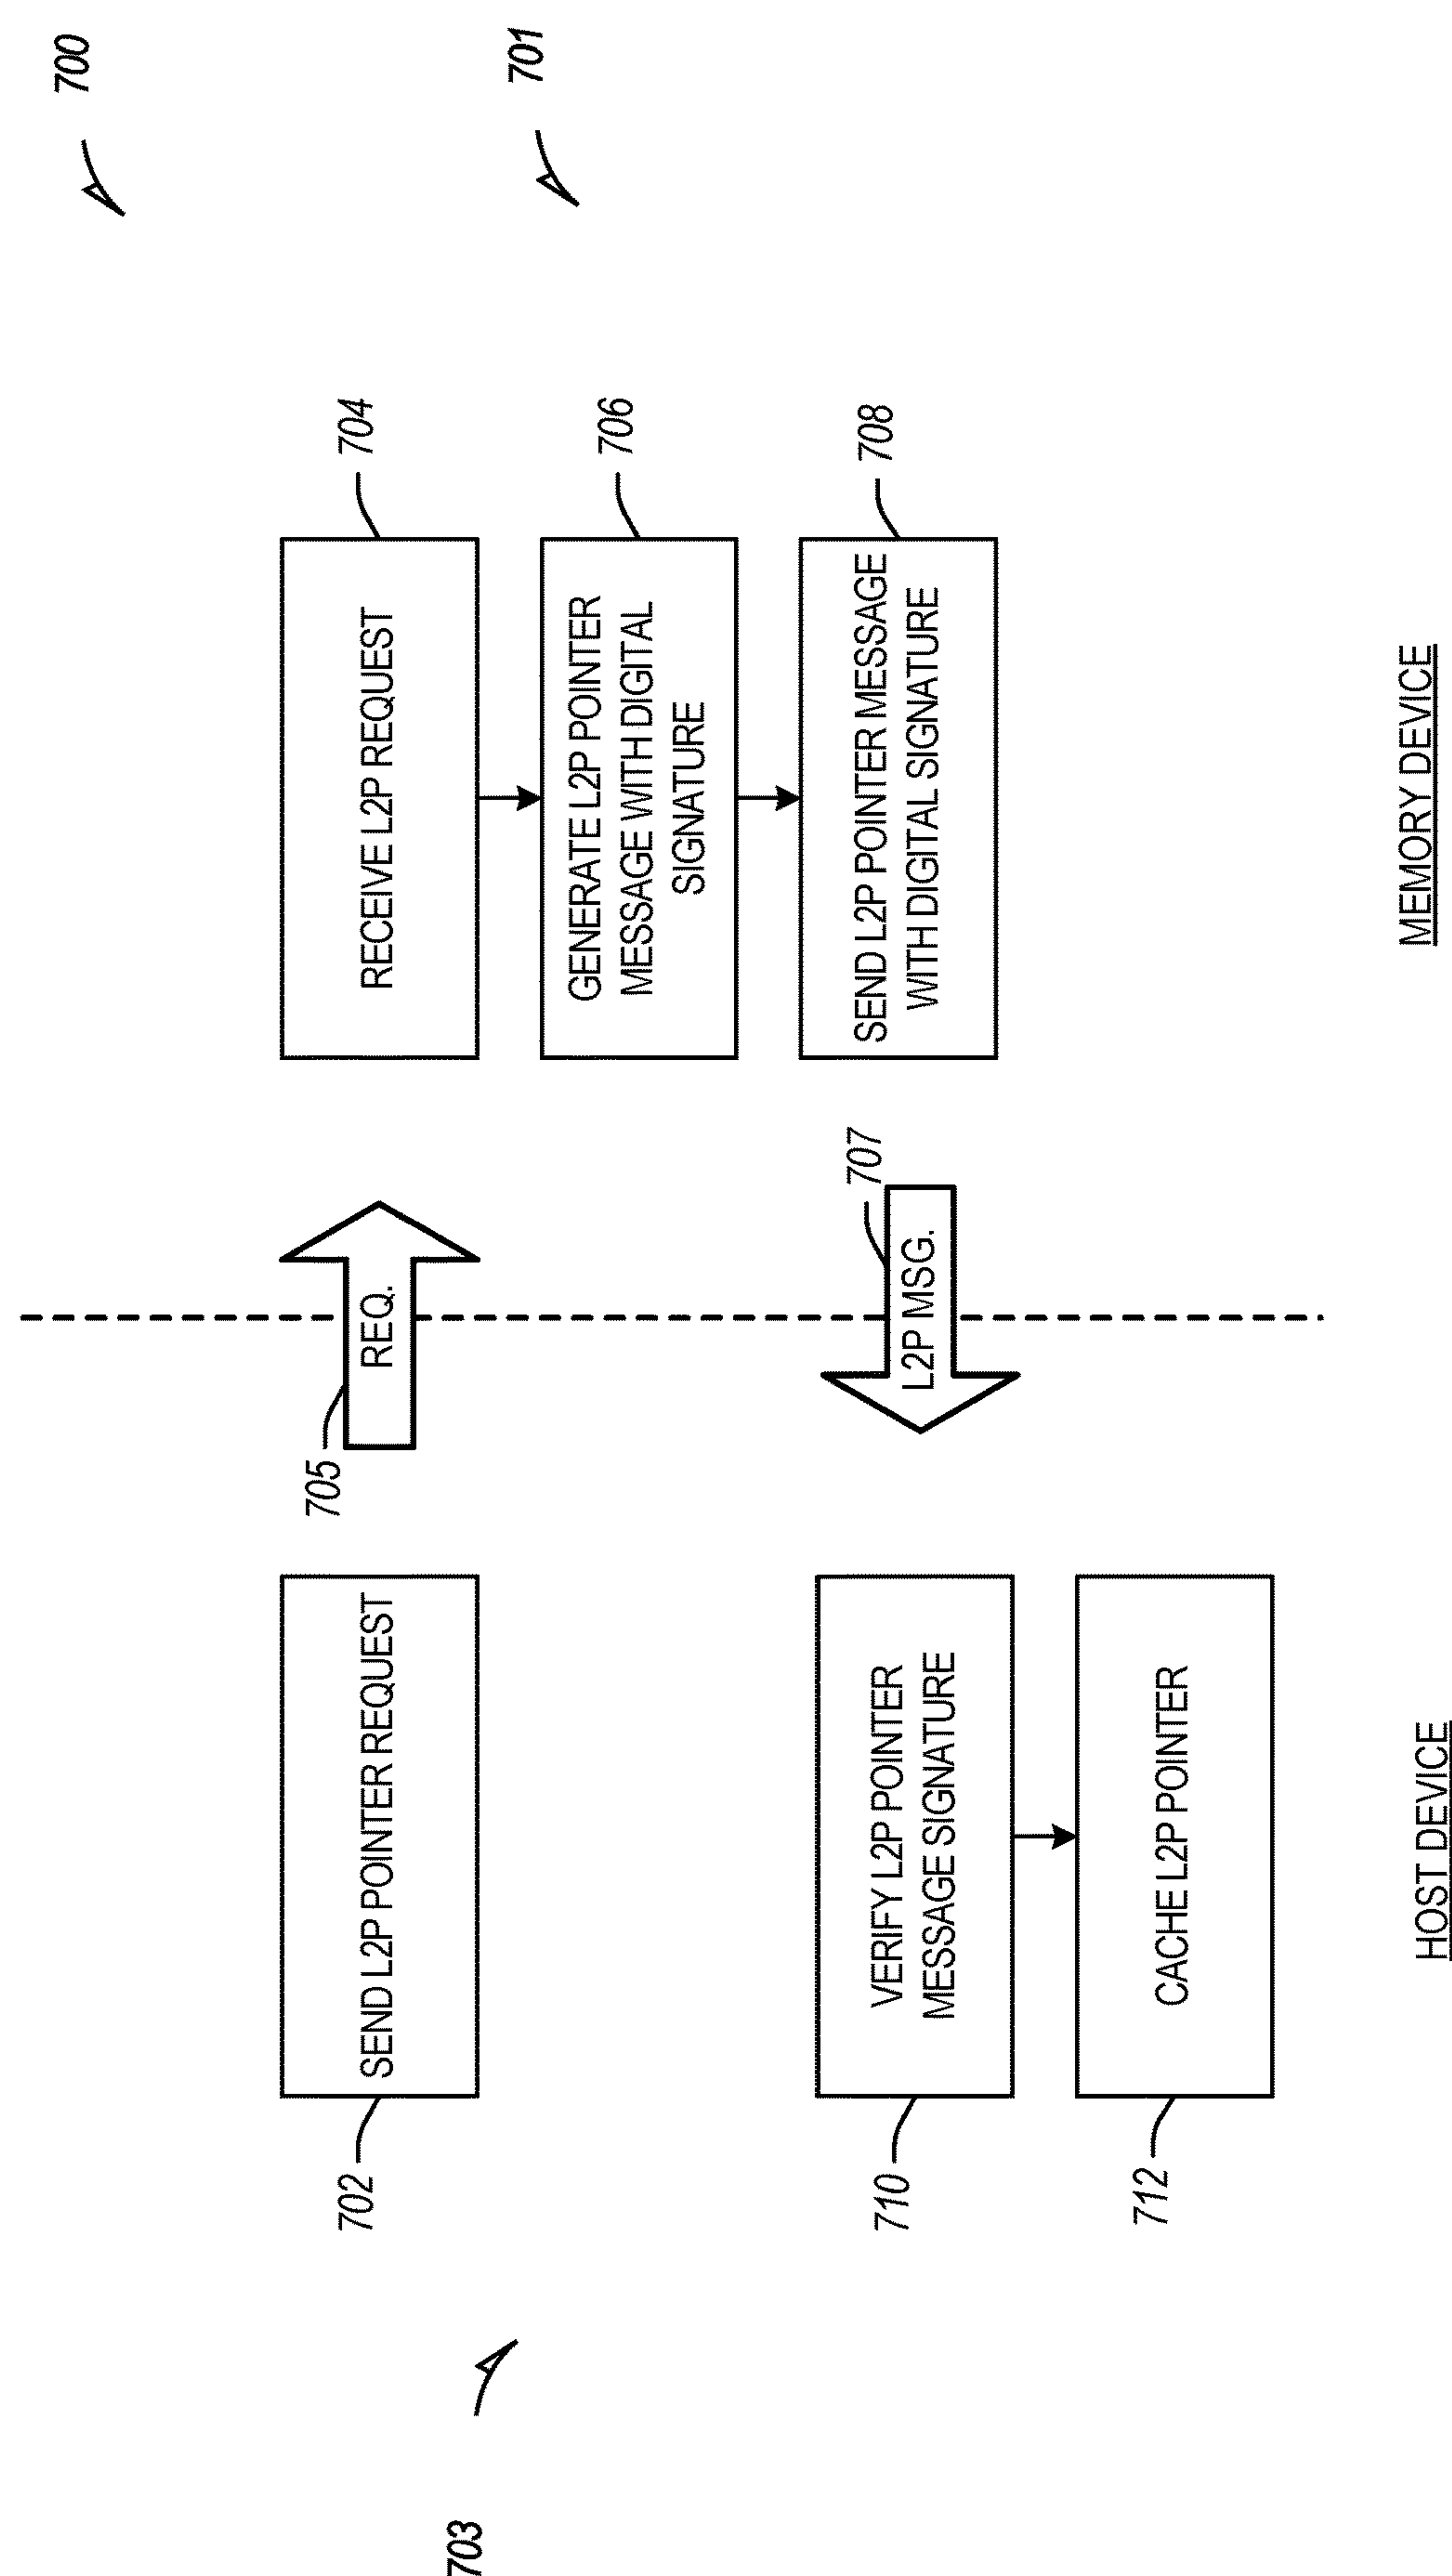 700
701
703
702
SEND L2P POINTER REQUEST
705
REQ.
RECEIVE L2P REQUEST
704
GENERATE L2P POINTER
MESSAGE WITH DIGITAL
SIGNATURE
706
SEND L2P POINTER MESSAGE
WITH DIGITAL SIGNATURE
708
707
L2P MSG.
710
VERIFY L2P POINTER
MESSAGE SIGNATURE
712
CACHE L2P POINTER
HOST DEVICE
MEMORY DEVICE